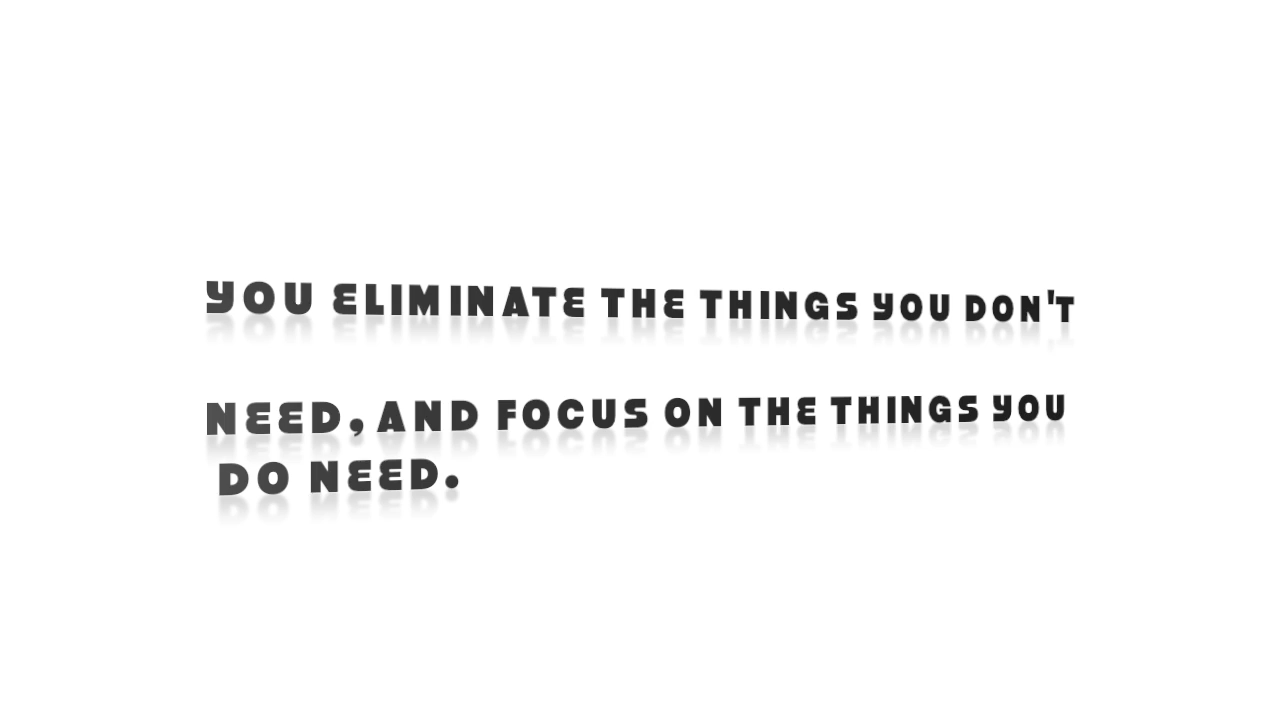 YOU ELIMINATE THE THINGS YOU DON'T
NEED, AND FOCUS ON THE THINGS YOU
DO NEED.